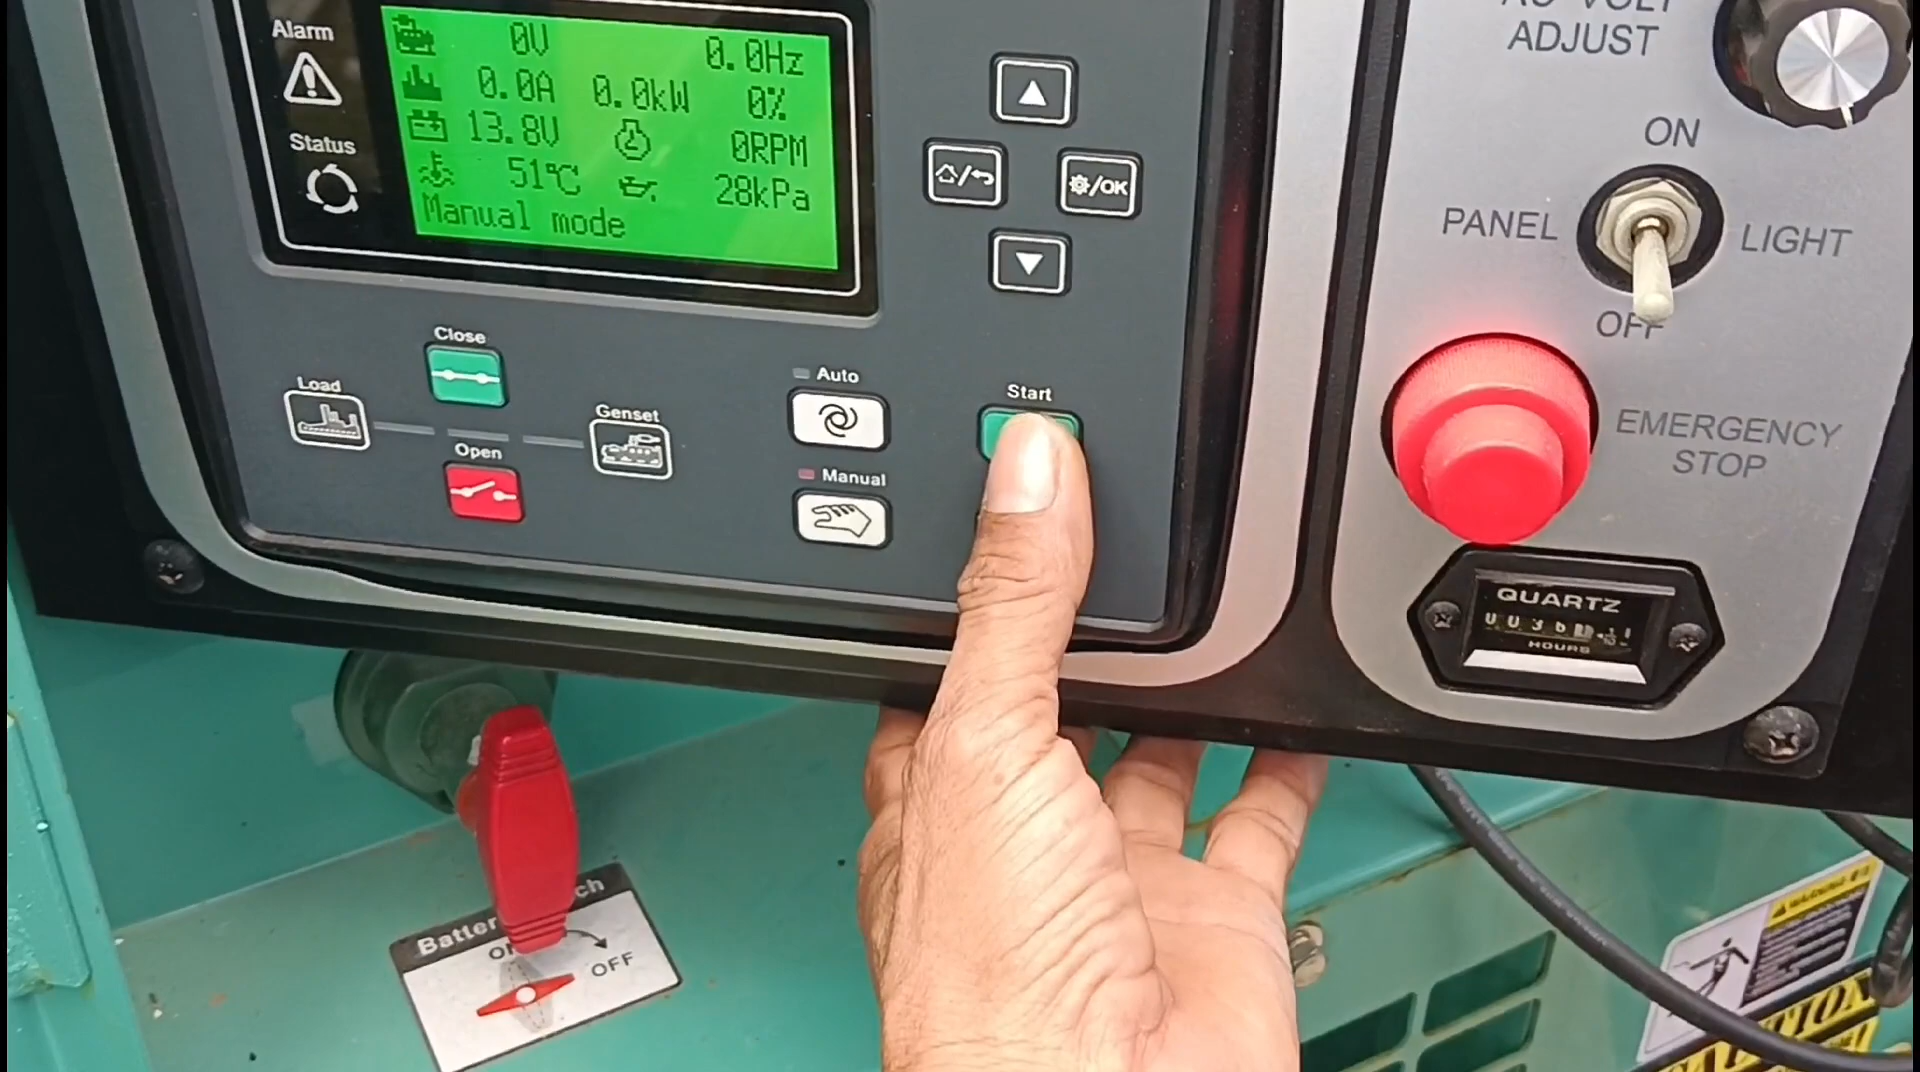 Alarm
Status
0V 0.0Hz
0.0A 0.0kW 0%
13.8V 0RPM
51°C 28kPa
Manual mode
/OK
Close
Load
Open
Genset
Auto
Manual
Start
ADJUST
ON
PANEL LIGHT
OFF
EMERGENCY
STOP
QUARTZ
HOURS
OFF